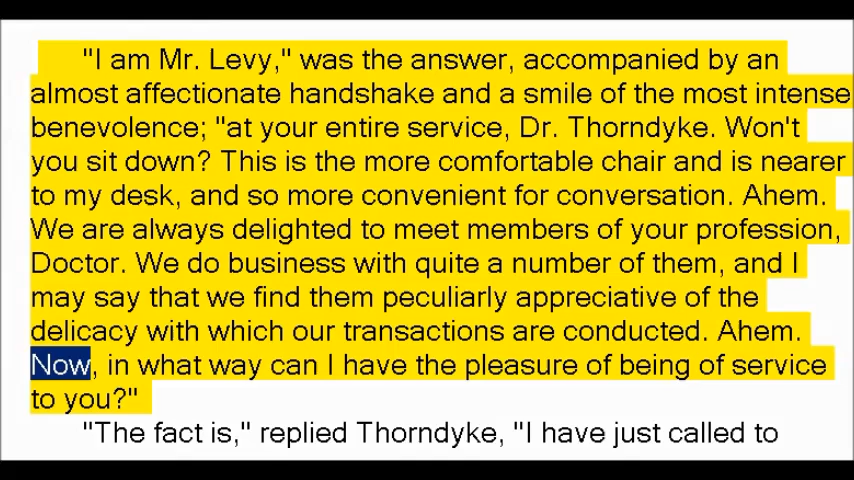 "I am Mr. Levy," was the answer, accompanied by an
almost affectionate handshake and a smile of the most intense
benevolence; "at your entire service, Dr. Thorndyke. Won't
you sit down? This is the more comfortable chair and is nearer
to my desk, and so more convenient for conversation. Ahem.
We are always delighted to meet members of your profession,
Doctor. We do business with quite a number of them, and I
may say that we find them peculiarly appreciative of the
delicacy with which our transactions are conducted. Ahem.
Now, in what way can I have the pleasure of being of service
to you?"
"The fact is," replied Thorndyke, "I have just called to